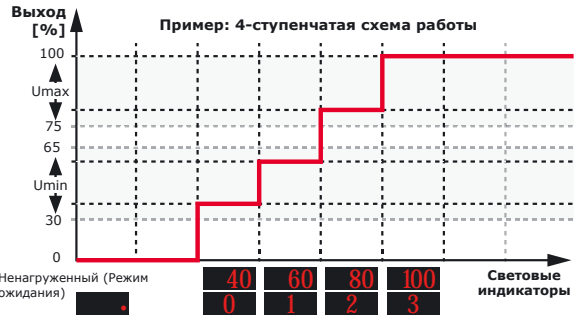 Выход
[%]
Пример: 4-ступенчатая схема работы
100
Umax
75
65
Umin
30
0
Ненагруженный (Режим
ожидания)
.
40 60 80 100
0 1 2 3
Световые
индикаторы